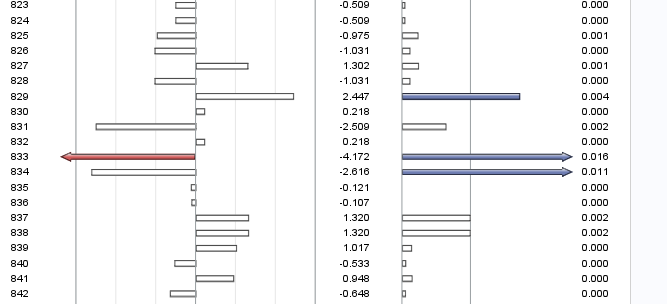 823 -0.509 0.000
824 -0.509 0.000
825 -0.975 0.001
826 -1.031 0.000
827 1.302 0.001
828 -1.031 0.000
829 2.447 0.004
830 0.218 0.000
831 -2.509 0.002
832 0.218 0.000
833 -4.172 0.016
834 -2.616 0.011
835 -0.121 0.000
836 -0.107 0.000
837 1.320 0.002
838 1.320 0.002
839 1.017 0.000
840 -0.533 0.000
841 0.948 0.000
842 -0.648 0.000